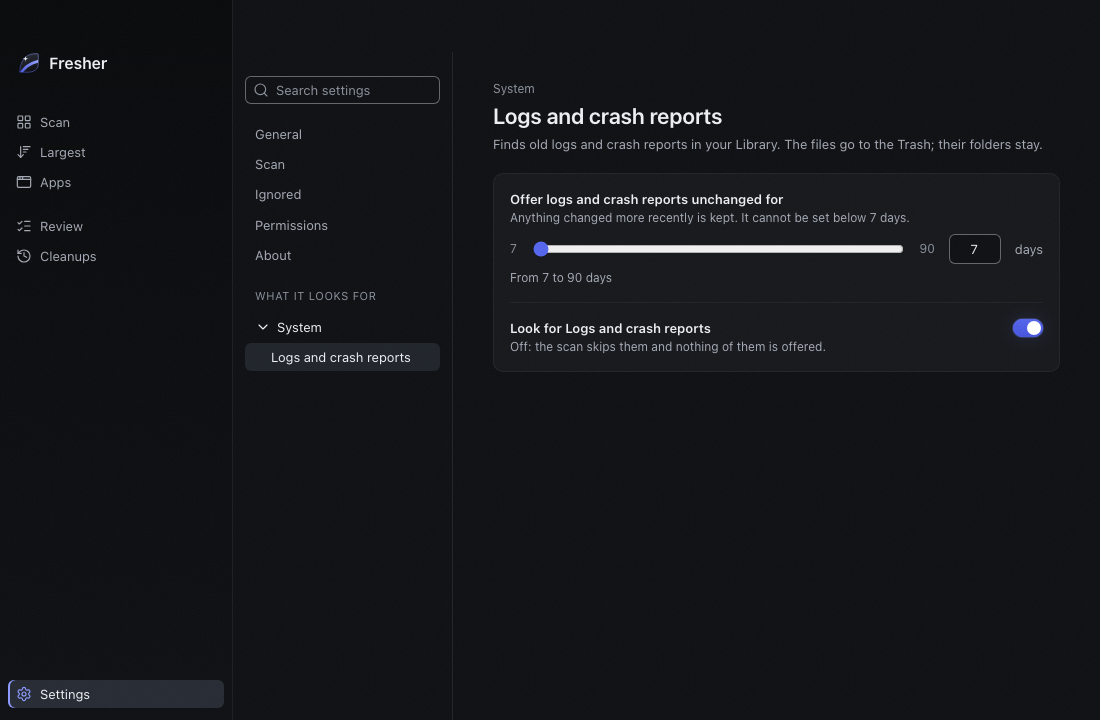 Fresher
Scan
Largest
Apps
Review
Cleanups
Settings
Search settings
General
Scan
Ignored
Permissions
About
WHAT IT LOOKS FOR
System
Logs and crash reports
System
Logs and crash reports
Finds old logs and crash reports in your Library. The files go to the Trash; their folders stay.
Offer logs and crash reports unchanged for
Anything changed more recently is kept. It cannot be set below 7 days.
7 90 7 days
From 7 to 90 days
Look for Logs and crash reports
Off: the scan skips them and nothing of them is offered.